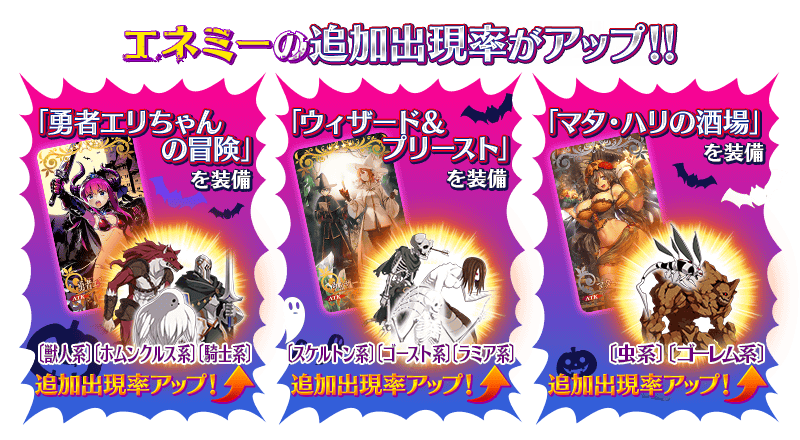 エネミーの追加出現率がアップ!!
「勇者エリちゃん
の冒険」
を装備
ATK
〔獣人系〕〔ホムンクルス系〕〔騎士系〕
追加出現率アップ!
「ウィザード&
プリースト」
を装備
ATK
〔スケルトン系〕〔ゴースト系〕〔ラミア系〕
追加出現率アップ!
「マタ・ハリの酒場」
を装備
ATK
〔虫系〕〔ゴーレム系〕
追加出現率アップ!